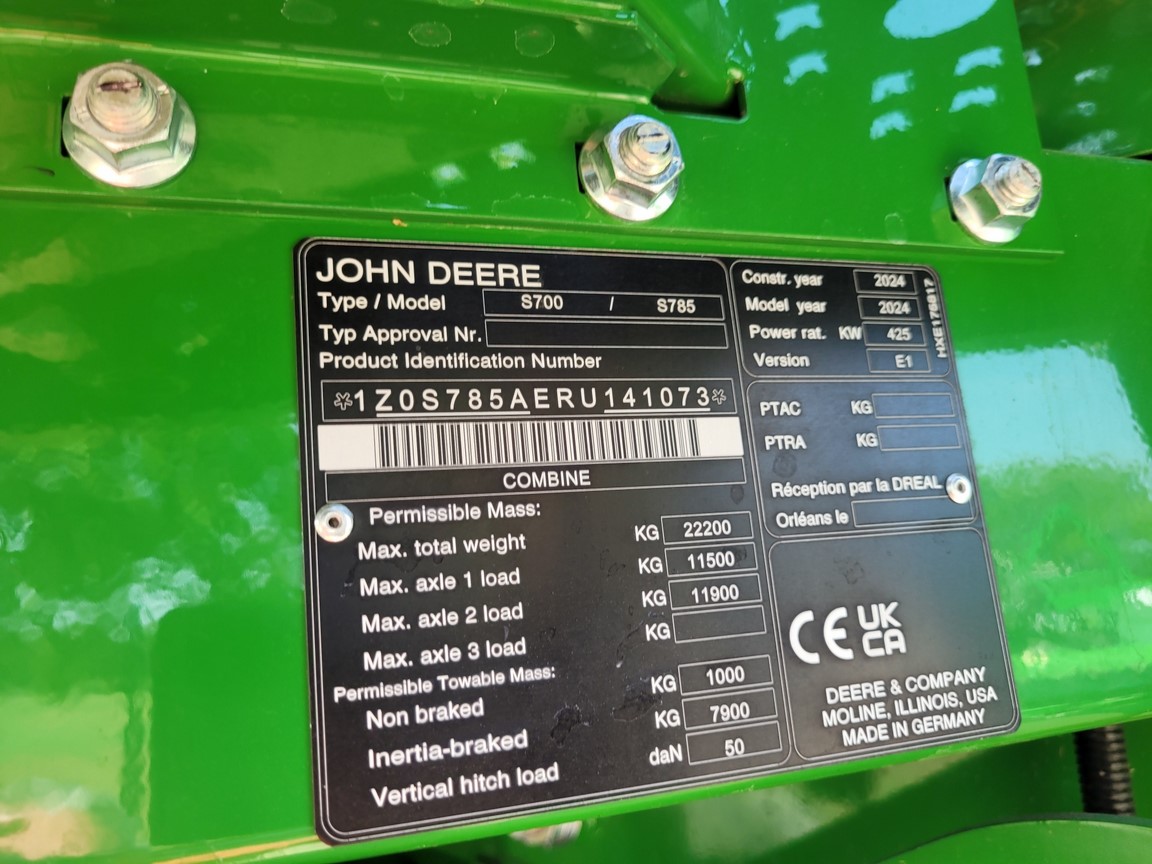 JOHN DEERE
Type / Model S700 / S785
Typ Approval Nr.
Product Identification Number
*1Z0S785AERU141073*
COMBINE
Permissible Mass:
Max. total weight KG 22200
Max. axle 1 load KG 11500
Max. axle 2 load KG 11900
Max. axle 3 load KG
Permissible Towable Mass:
Non braked KG 1000
Inertia-braked KG 7900
Vertical hitch load daN 50
Constr. year 2024
Model year 2024
Power rat. KW 425
Version E1
HXE176817
PTAC KG
PTRA KG
Réception par la DREAL
Orléans le
CE UK
CA
DEERE & COMPANY
MOLINE, ILLINOIS, USA
MADE IN GERMANY